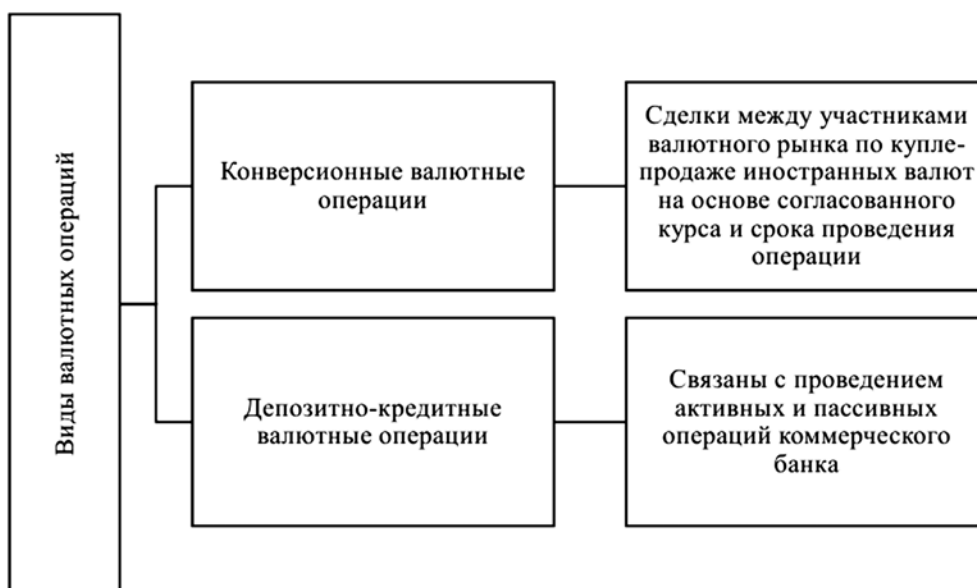 Виды валютных операций
Конверсионные валютные
операции
Сделки между участниками
валютного рынка по купле-
продаже иностранных валют
на основе согласованного
курса и срока проведения
операции
Депозитно-кредитные
валютные операции
Связаны с проведением
активных и пассивных
операций коммерческого
банка